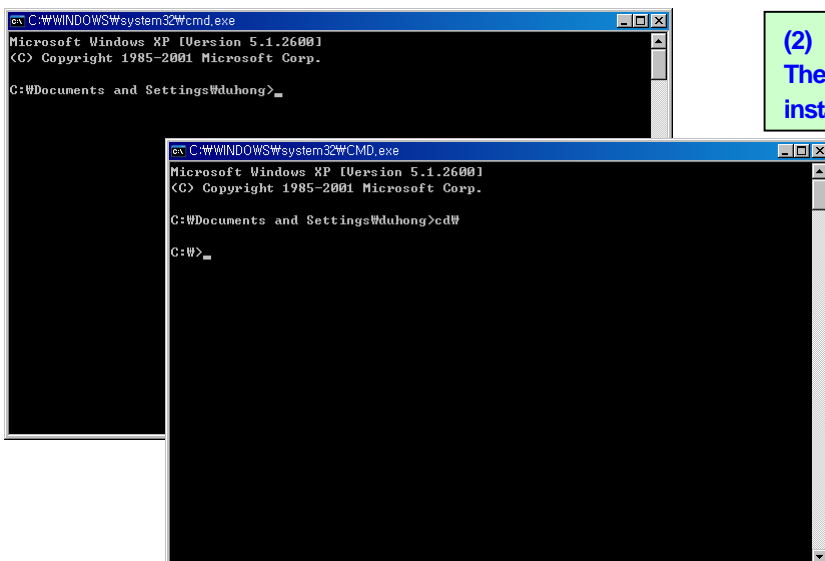 C:₩WINDOWS₩system32₩cmd.exe
Microsoft Windows XP [Version 5.1.2600]
(C) Copyright 1985-2001 Microsoft Corp.
C:₩Documents and Settings₩duhong>_
(2)
The
inst
C:₩WINDOWS₩system32₩CMD.exe
Microsoft Windows XP [Version 5.1.2600]
(C) Copyright 1985-2001 Microsoft Corp.
C:₩Documents and Settings₩duhong>cd₩
C:₩>_